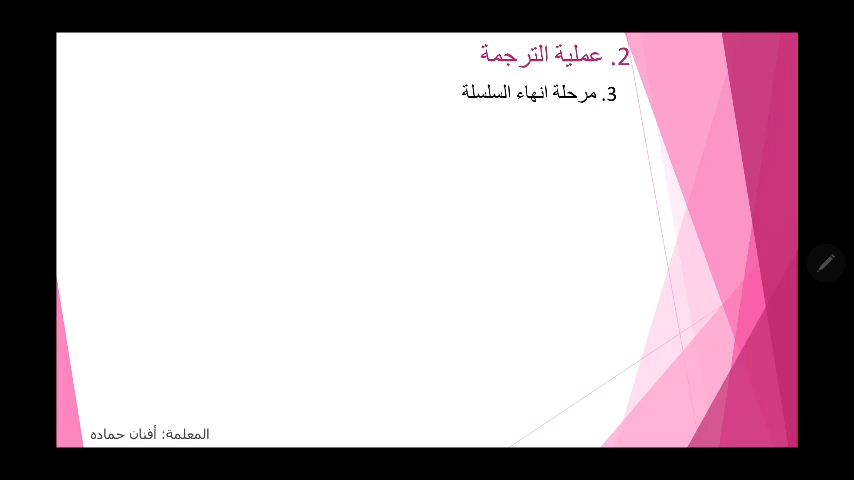 2. عملية الترجمة
3. مرحلة انهاء السلسلة
المعلمة: أفنان حماده